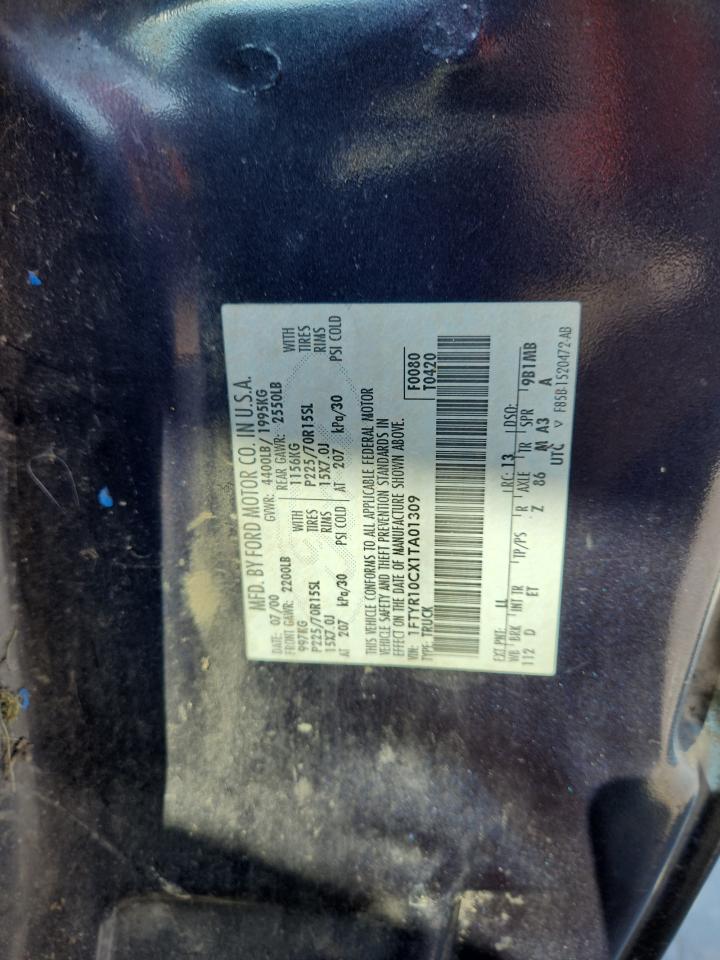 MFD. BY FORD MOTOR CO. IN U.S.A.
DATE: 07/00 GVWR: 4400LB/ 1995KG
FRONT GAWR: 2200LB REAR GAWR: 2550LB
997KG WITH 1156KG WITH
P225/70R15SL TIRES P225/70R15SL TIRES
15X7.0J RIMS 15X7.0J RIMS
AT 207 kPa/30 PSI COLD AT 207 kPa/30 PSI COLD
THIS VEHICLE CONFORMS TO ALL APPLICABLE FEDERAL MOTOR
VEHICLE SAFETY AND THEFT PREVENTION STANDARDS IN
EFFECT ON THE DATE OF MANUFACTURE SHOWN ABOVE.
VIN: 1FTYR10CX1TA01309
TYPE: TRUCK
F0080
T0420
EXT PNT: LL RC: 13 DSO:
WB BRK INT TR TP/PS R AXLE TR SPR 9B1MB
112 D ET Z 86 M A3 A
UTC ▽ F85B-1520472-AB